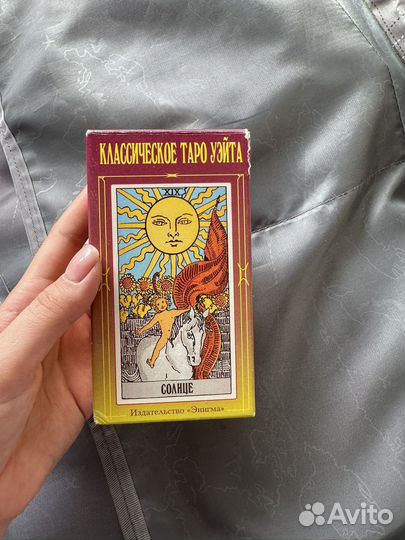 КЛАССИЧЕСКОЕ ТАРО УЭЙТА
XIX
СОЛНЦЕ
Издательство «Энигма»
Avito